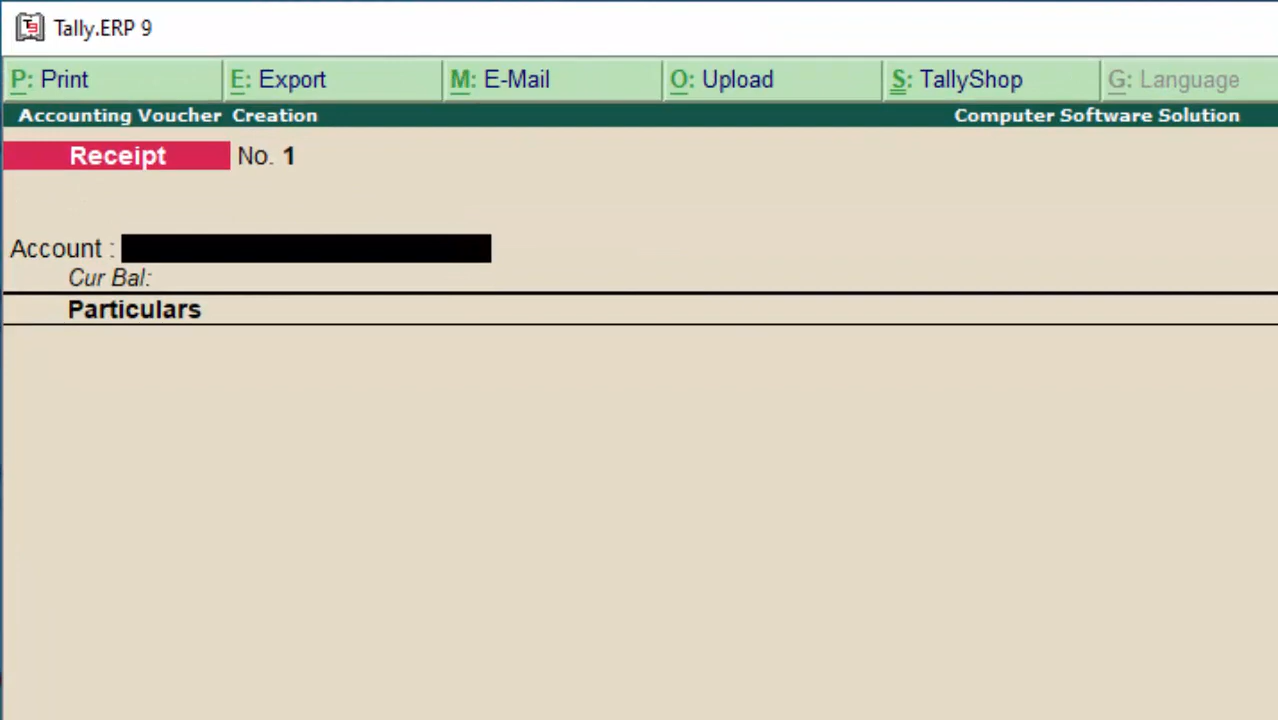 Tally.ERP 9
P: Print E: Export M: E-Mail O: Upload S: TallyShop G: Language
Accounting Voucher Creation Computer Software Solution
Receipt No. 1
Account :
Cur Bal:
Particulars